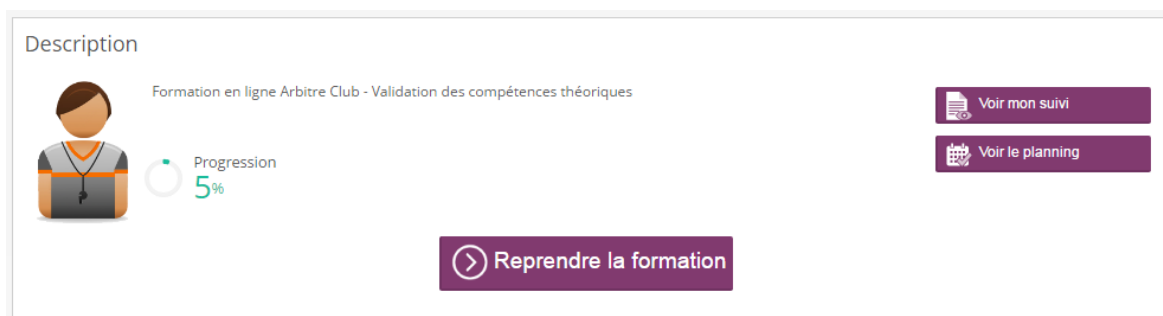 Description
Formation en ligne Arbitre Club - Validation des compétences théoriques
Voir mon suivi
Voir le planning
Progression
5%
Reprendre la formation